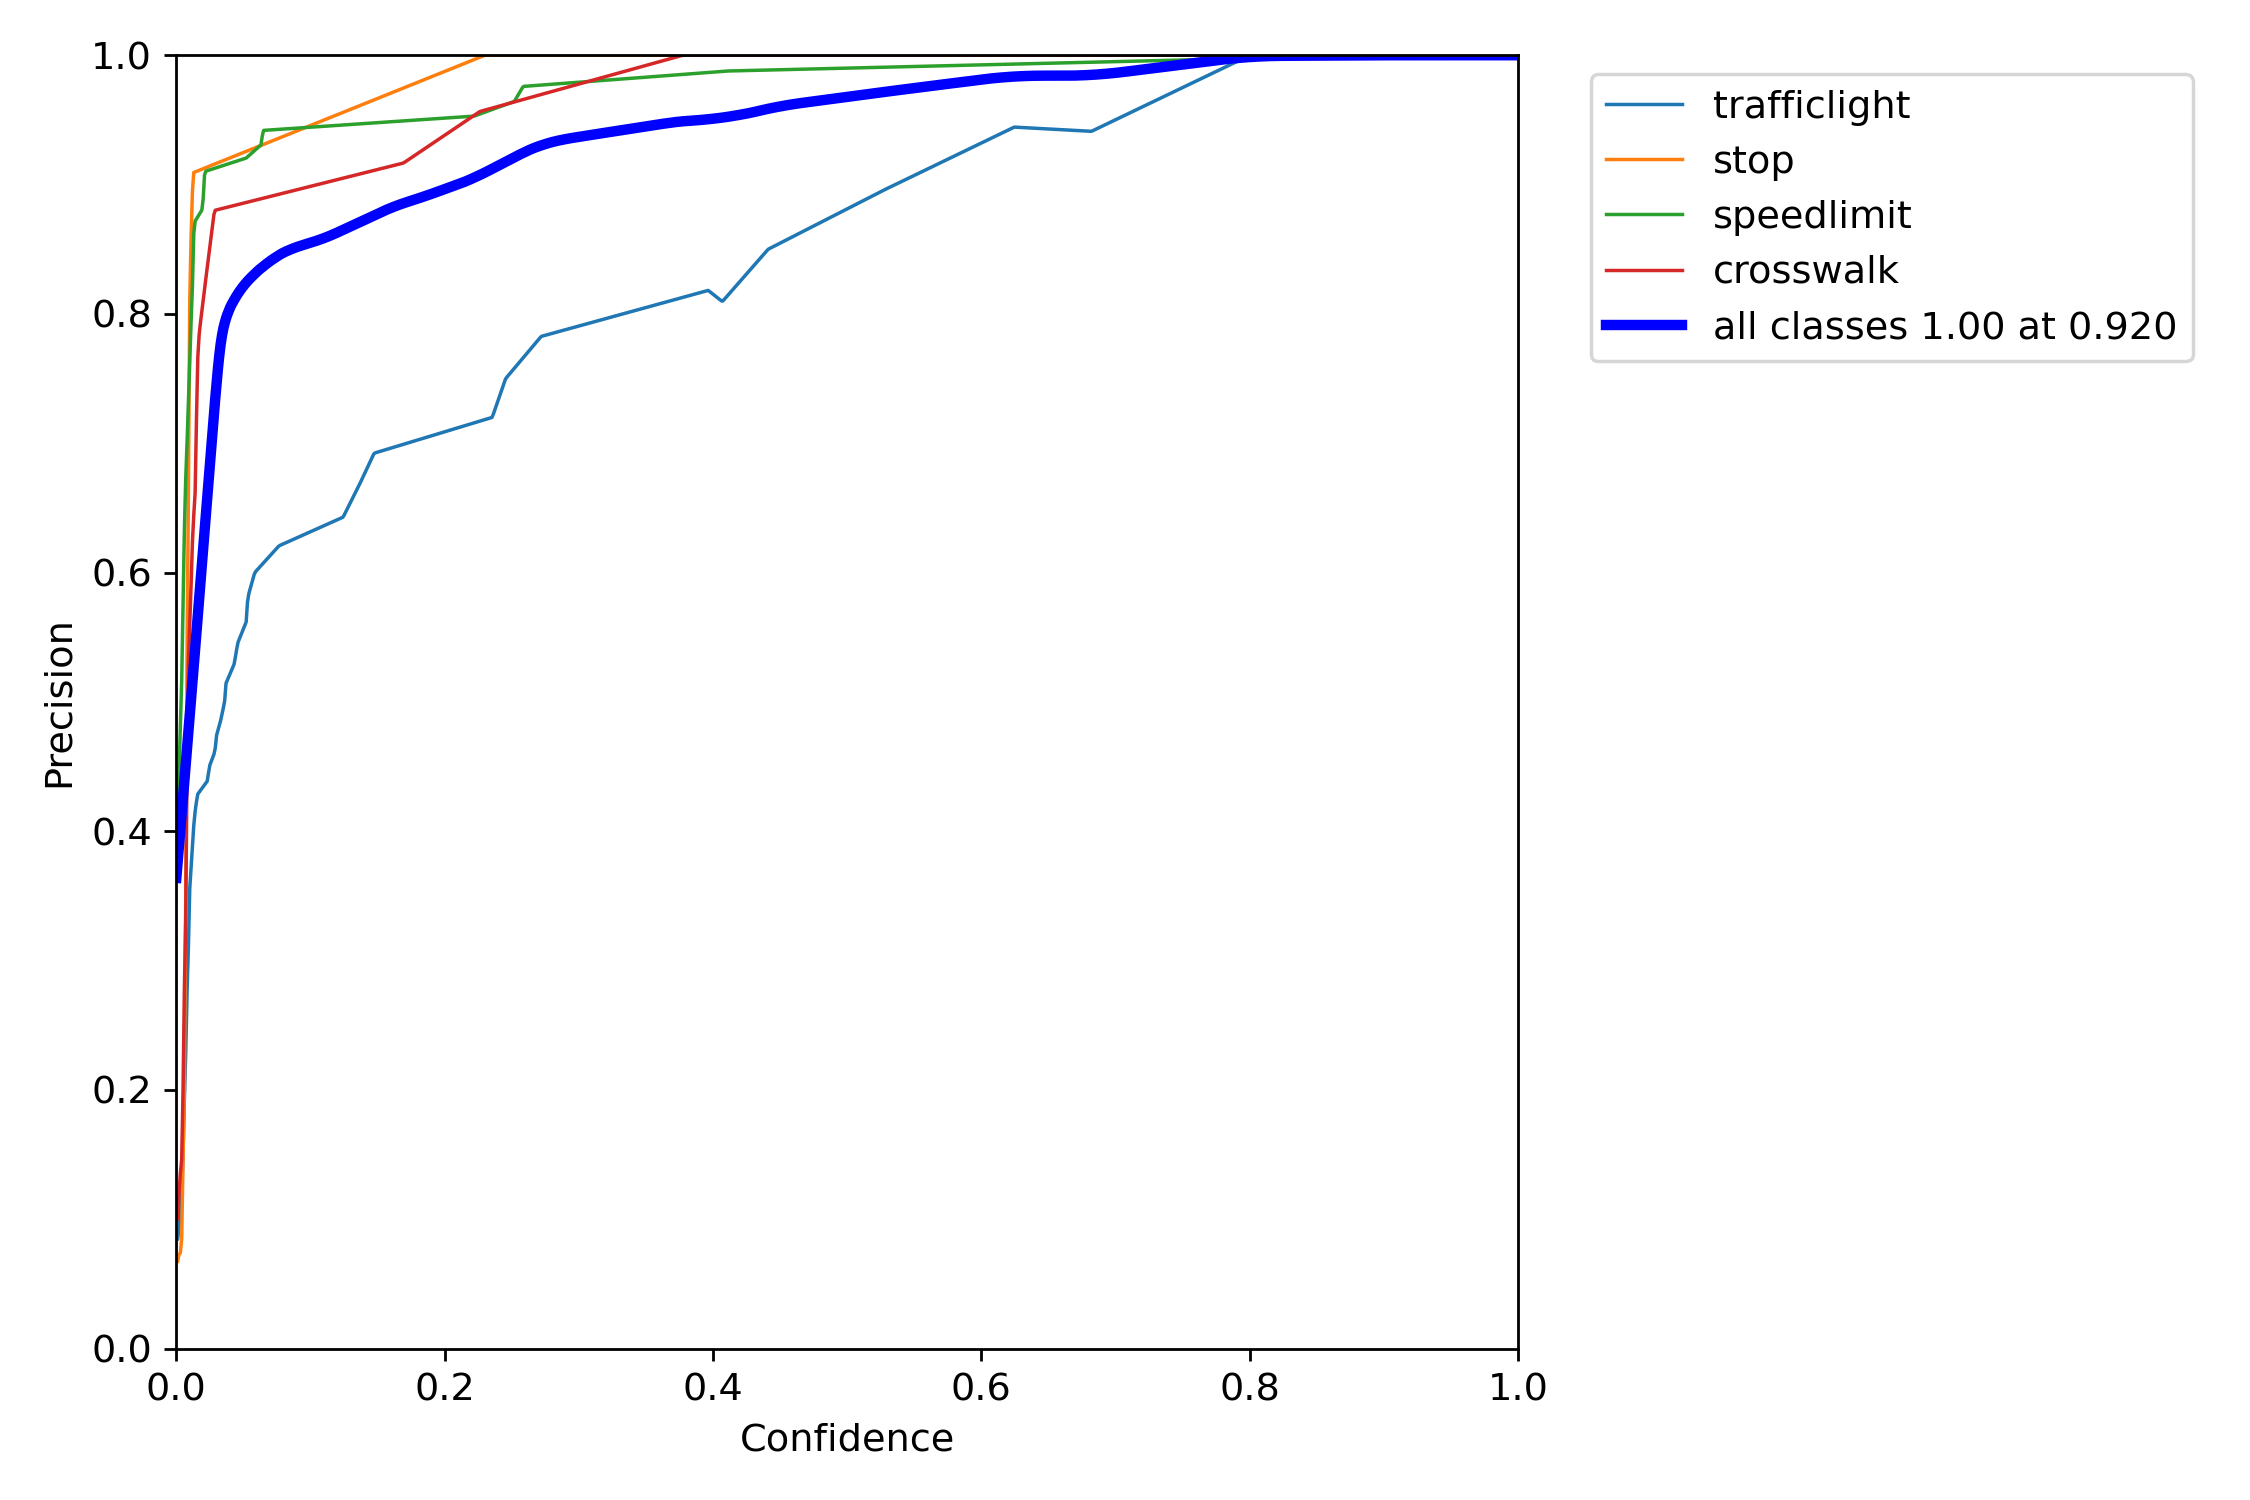 1.0
0.8
0.6
0.4
0.2
0.0
Precision
0.0 0.2 0.4 0.6 0.8 1.0
Confidence
trafficlight
stop
speedlimit
crosswalk
all classes 1.00 at 0.920